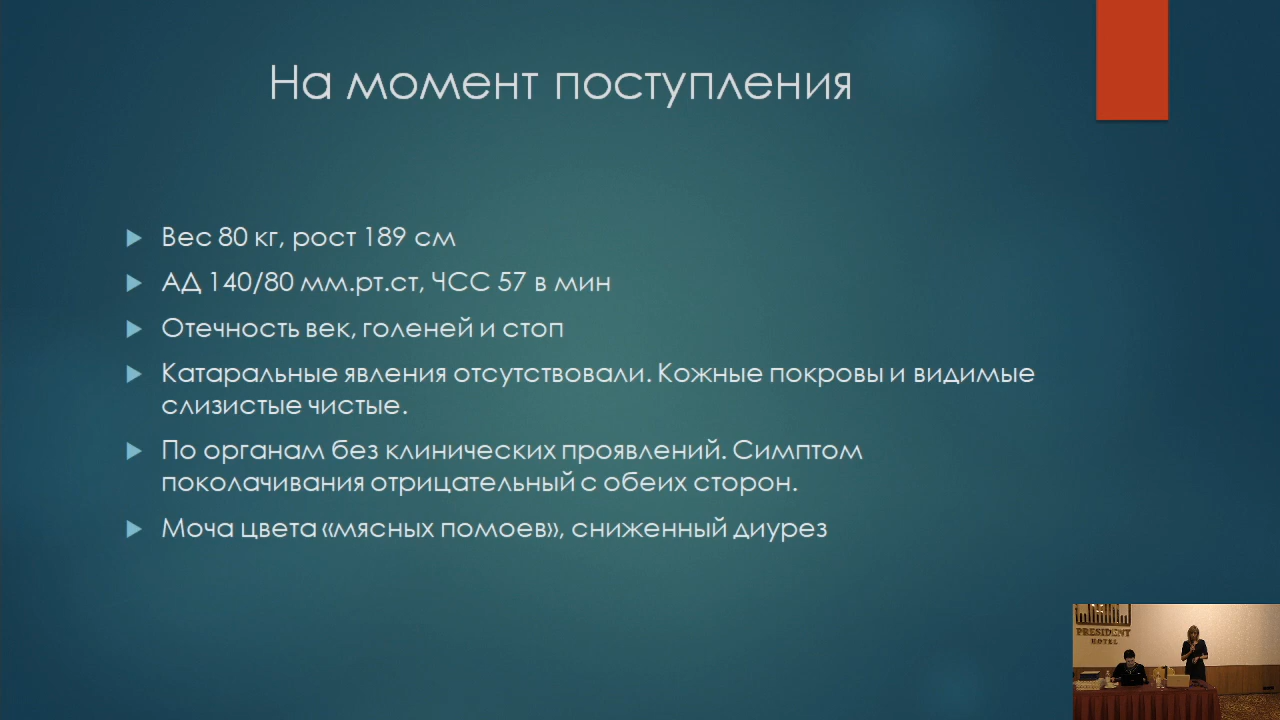 На момент поступления
Вес 80 кг, рост 189 см
АД 140/80 мм.рт.ст, ЧСС 57 в мин
Отечность век, голеней и стоп
Катаральные явления отсутствовали. Кожные покровы и видимые
слизистые чистые.
По органам без клинических проявлений. Симптом
поколачивания отрицательный с обеих сторон.
Моча цвета «мясных помоев», сниженный диурез
PRESIDENT
HOTEL